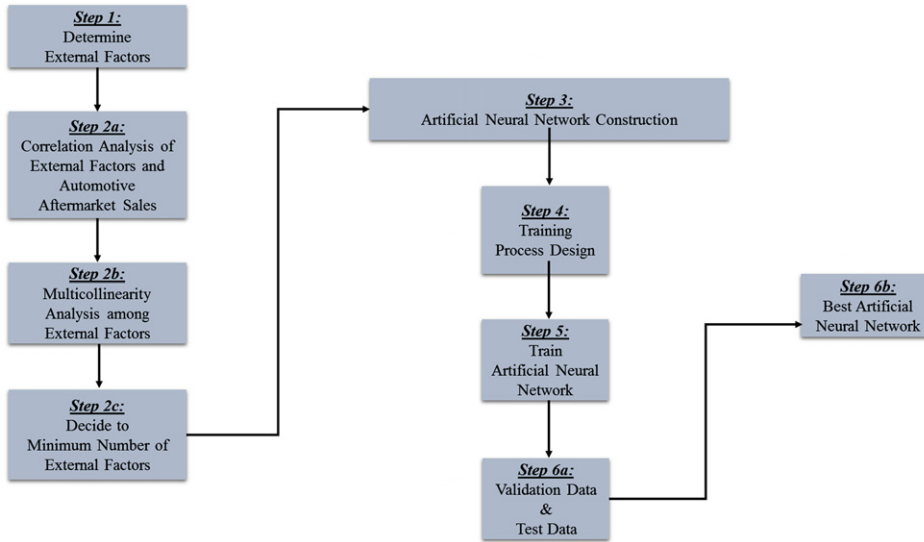 Step 1:
Determine
External Factors
Step 2a:
Correlation Analysis of
External Factors and
Automotive
Aftermarket Sales
Step 2b:
Multicollinearity
Analysis among
External Factors
Step 2c:
Decide to
Minimum Number of
External Factors
Step 3:
Artificial Neural Network Construction
Step 4:
Training
Process Design
Step 5:
Train
Artificial Neural
Network
Step 6a:
Validation Data
&
Test Data
Step 6b:
Best Artificial
Neural Network